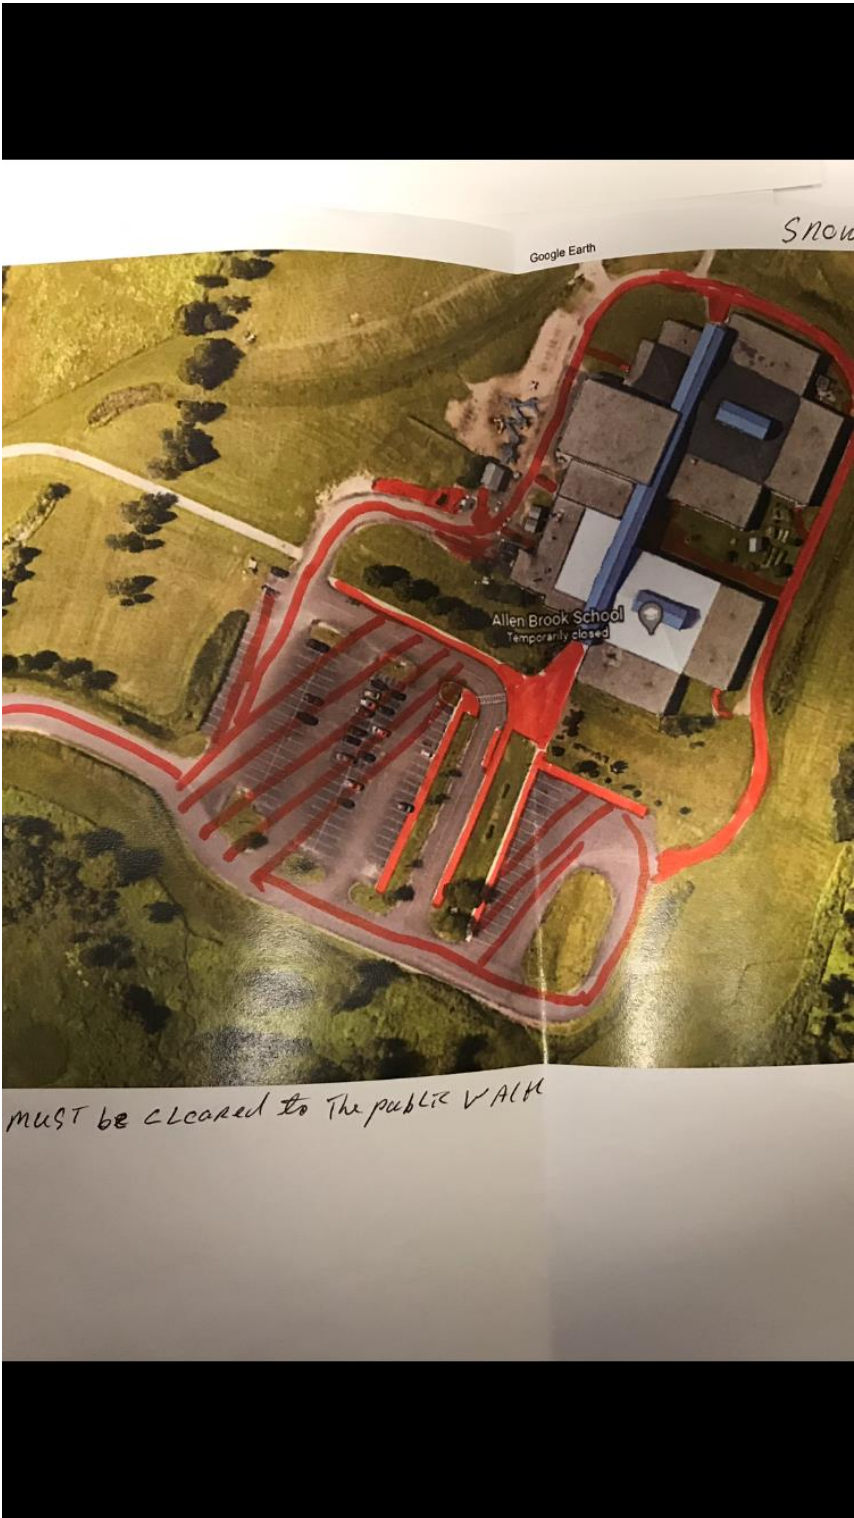 Snow
Google Earth
Allen Brook School
Temporarily closed
MUST be cleared to The public WALK